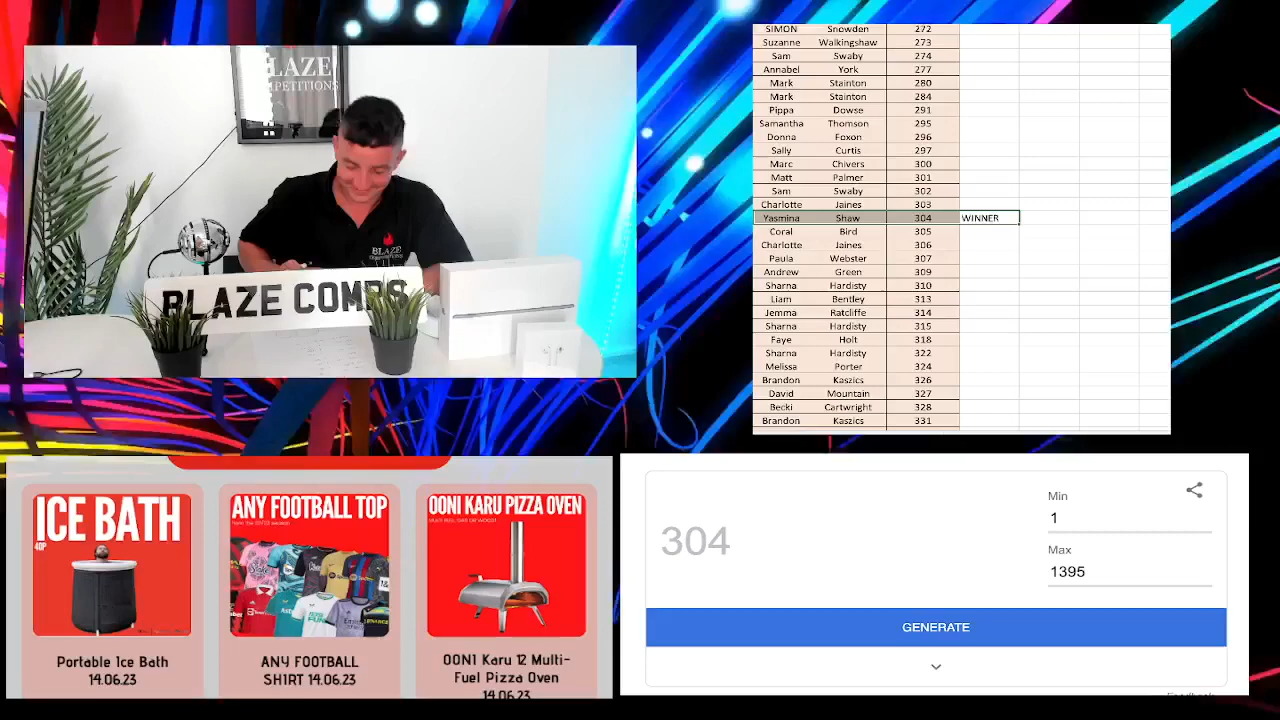 LAZE
MPETITIONS
BLAZE
BLAZE COMPS
SIMON Snowden 272
Suzanne Walkingshaw 273
Sam Swaby 274
Annabel York 277
Mark Stainton 280
Mark Stainton 284
Pippa Dowse 291
Samantha Thomson 295
Donna Foxon 296
Sally Curtis 297
Marc Chivers 300
Matt Palmer 301
Sam Swaby 302
Charlotte Jaines 303
Yasmina Shaw 304 WINNER
Coral Bird 305
Charlotte Jaines 306
Paula Webster 307
Andrew Green 309
Sharna Hardisty 310
Liam Bentley 313
Jemma Ratcliffe 314
Sharna Hardisty 315
Faye Holt 318
Sharna Hardisty 322
Melissa Porter 324
Brandon Kaszics 326
David Mountain 327
Becki Cartwright 328
Brandon Kaszics 331
ICE BATH
40P
Portable Ice Bath
14.06.23
ANY FOOTBALL TOP
ANY FOOTBALL
SHIRT 14.06.23
OONI KARU PIZZA OVEN
OONI Karu 12 Multi-
Fuel Pizza Oven
14.06.23
304
Min
1
Max
1395
GENERATE
Feedback